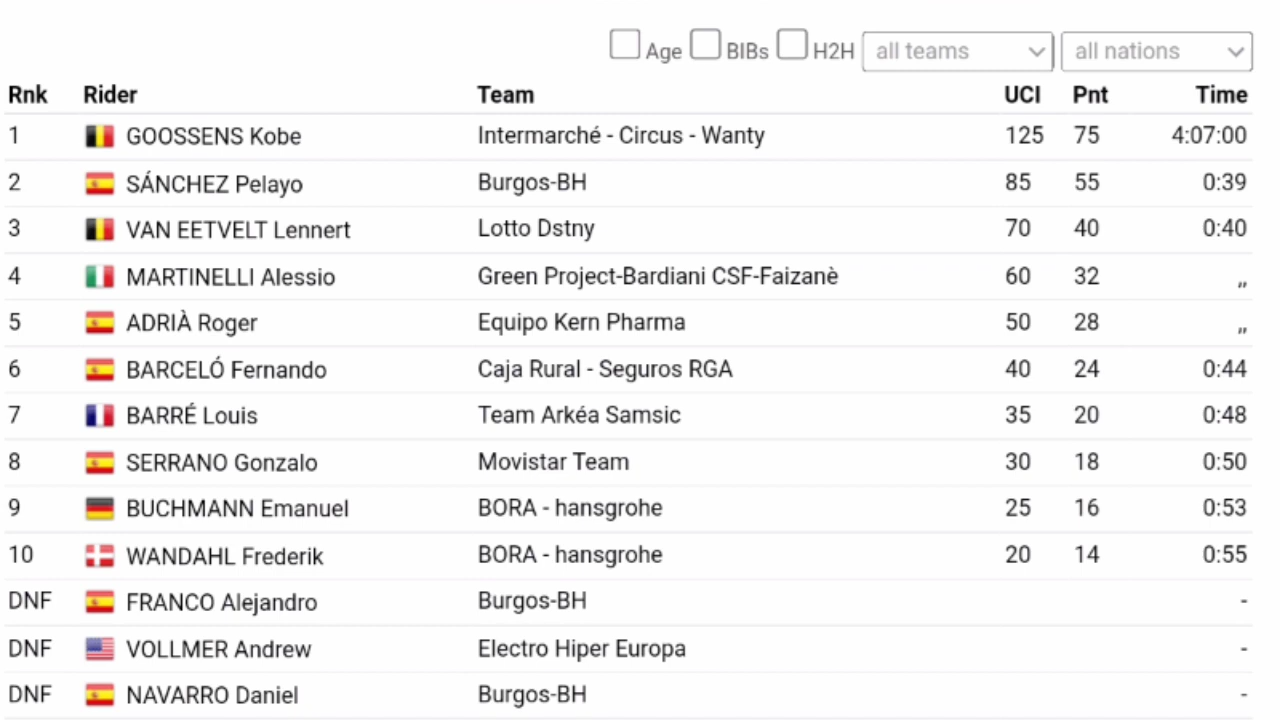 Age BIBs H2H all teams all nations
Rnk Rider Team UCI Pnt Time
1 GOOSSENS Kobe Intermarché - Circus - Wanty 125 75 4:07:00
2 SÁNCHEZ Pelayo Burgos-BH 85 55 0:39
3 VAN EETVELT Lennert Lotto Dstny 70 40 0:40
4 MARTINELLI Alessio Green Project-Bardiani CSF-Faizanè 60 32 ,,
5 ADRIÀ Roger Equipo Kern Pharma 50 28 ,,
6 BARCELÓ Fernando Caja Rural - Seguros RGA 40 24 0:44
7 BARRÉ Louis Team Arkéa Samsic 35 20 0:48
8 SERRANO Gonzalo Movistar Team 30 18 0:50
9 BUCHMANN Emanuel BORA - hansgrohe 25 16 0:53
10 WANDAHL Frederik BORA - hansgrohe 20 14 0:55
DNF FRANCO Alejandro Burgos-BH -
DNF VOLLMER Andrew Electro Hiper Europa -
DNF NAVARRO Daniel Burgos-BH -